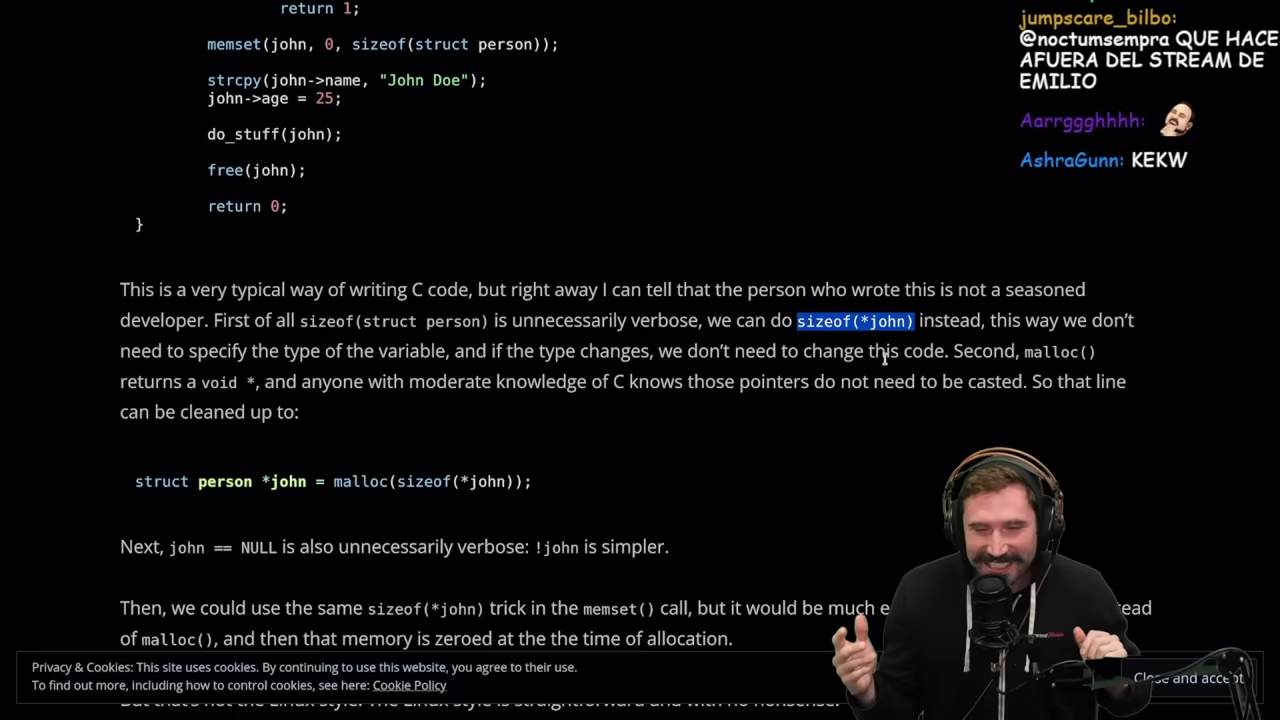 return 1;
memset(john, 0, sizeof(struct person));
strcpy(john->name, "John Doe");
john->age = 25;
do_stuff(john);
free(john);
return 0;
}
This is a very typical way of writing C code, but right away I can tell that the person who wrote this is not a seasoned
developer. First of all sizeof(struct person) is unnecessarily verbose, we can do sizeof(*john) instead, this way we don’t
need to specify the type of the variable, and if the type changes, we don’t need to change this code. Second, malloc()
returns a void *, and anyone with moderate knowledge of C knows those pointers do not need to be casted. So that line
can be cleaned up to:
struct person *john = malloc(sizeof(*john));
Next, john == NULL is also unnecessarily verbose: !john is simpler.
Then, we could use the same sizeof(*john) trick in the memset() call, but it would be much
of malloc(), and then that memory is zeroed at the the time of allocation.
Privacy & Cookies: This site uses cookies. By continuing to use this website, you agree to their use.
To find out more, including how to control cookies, see here: Cookie Policy
Close and accept
jumpscare_bilbo:
@noctumsempra QUE HACE
AFUERA DEL STREAM DE
EMILIO
Aarrggghhhh:
AshraGunn: KEKW